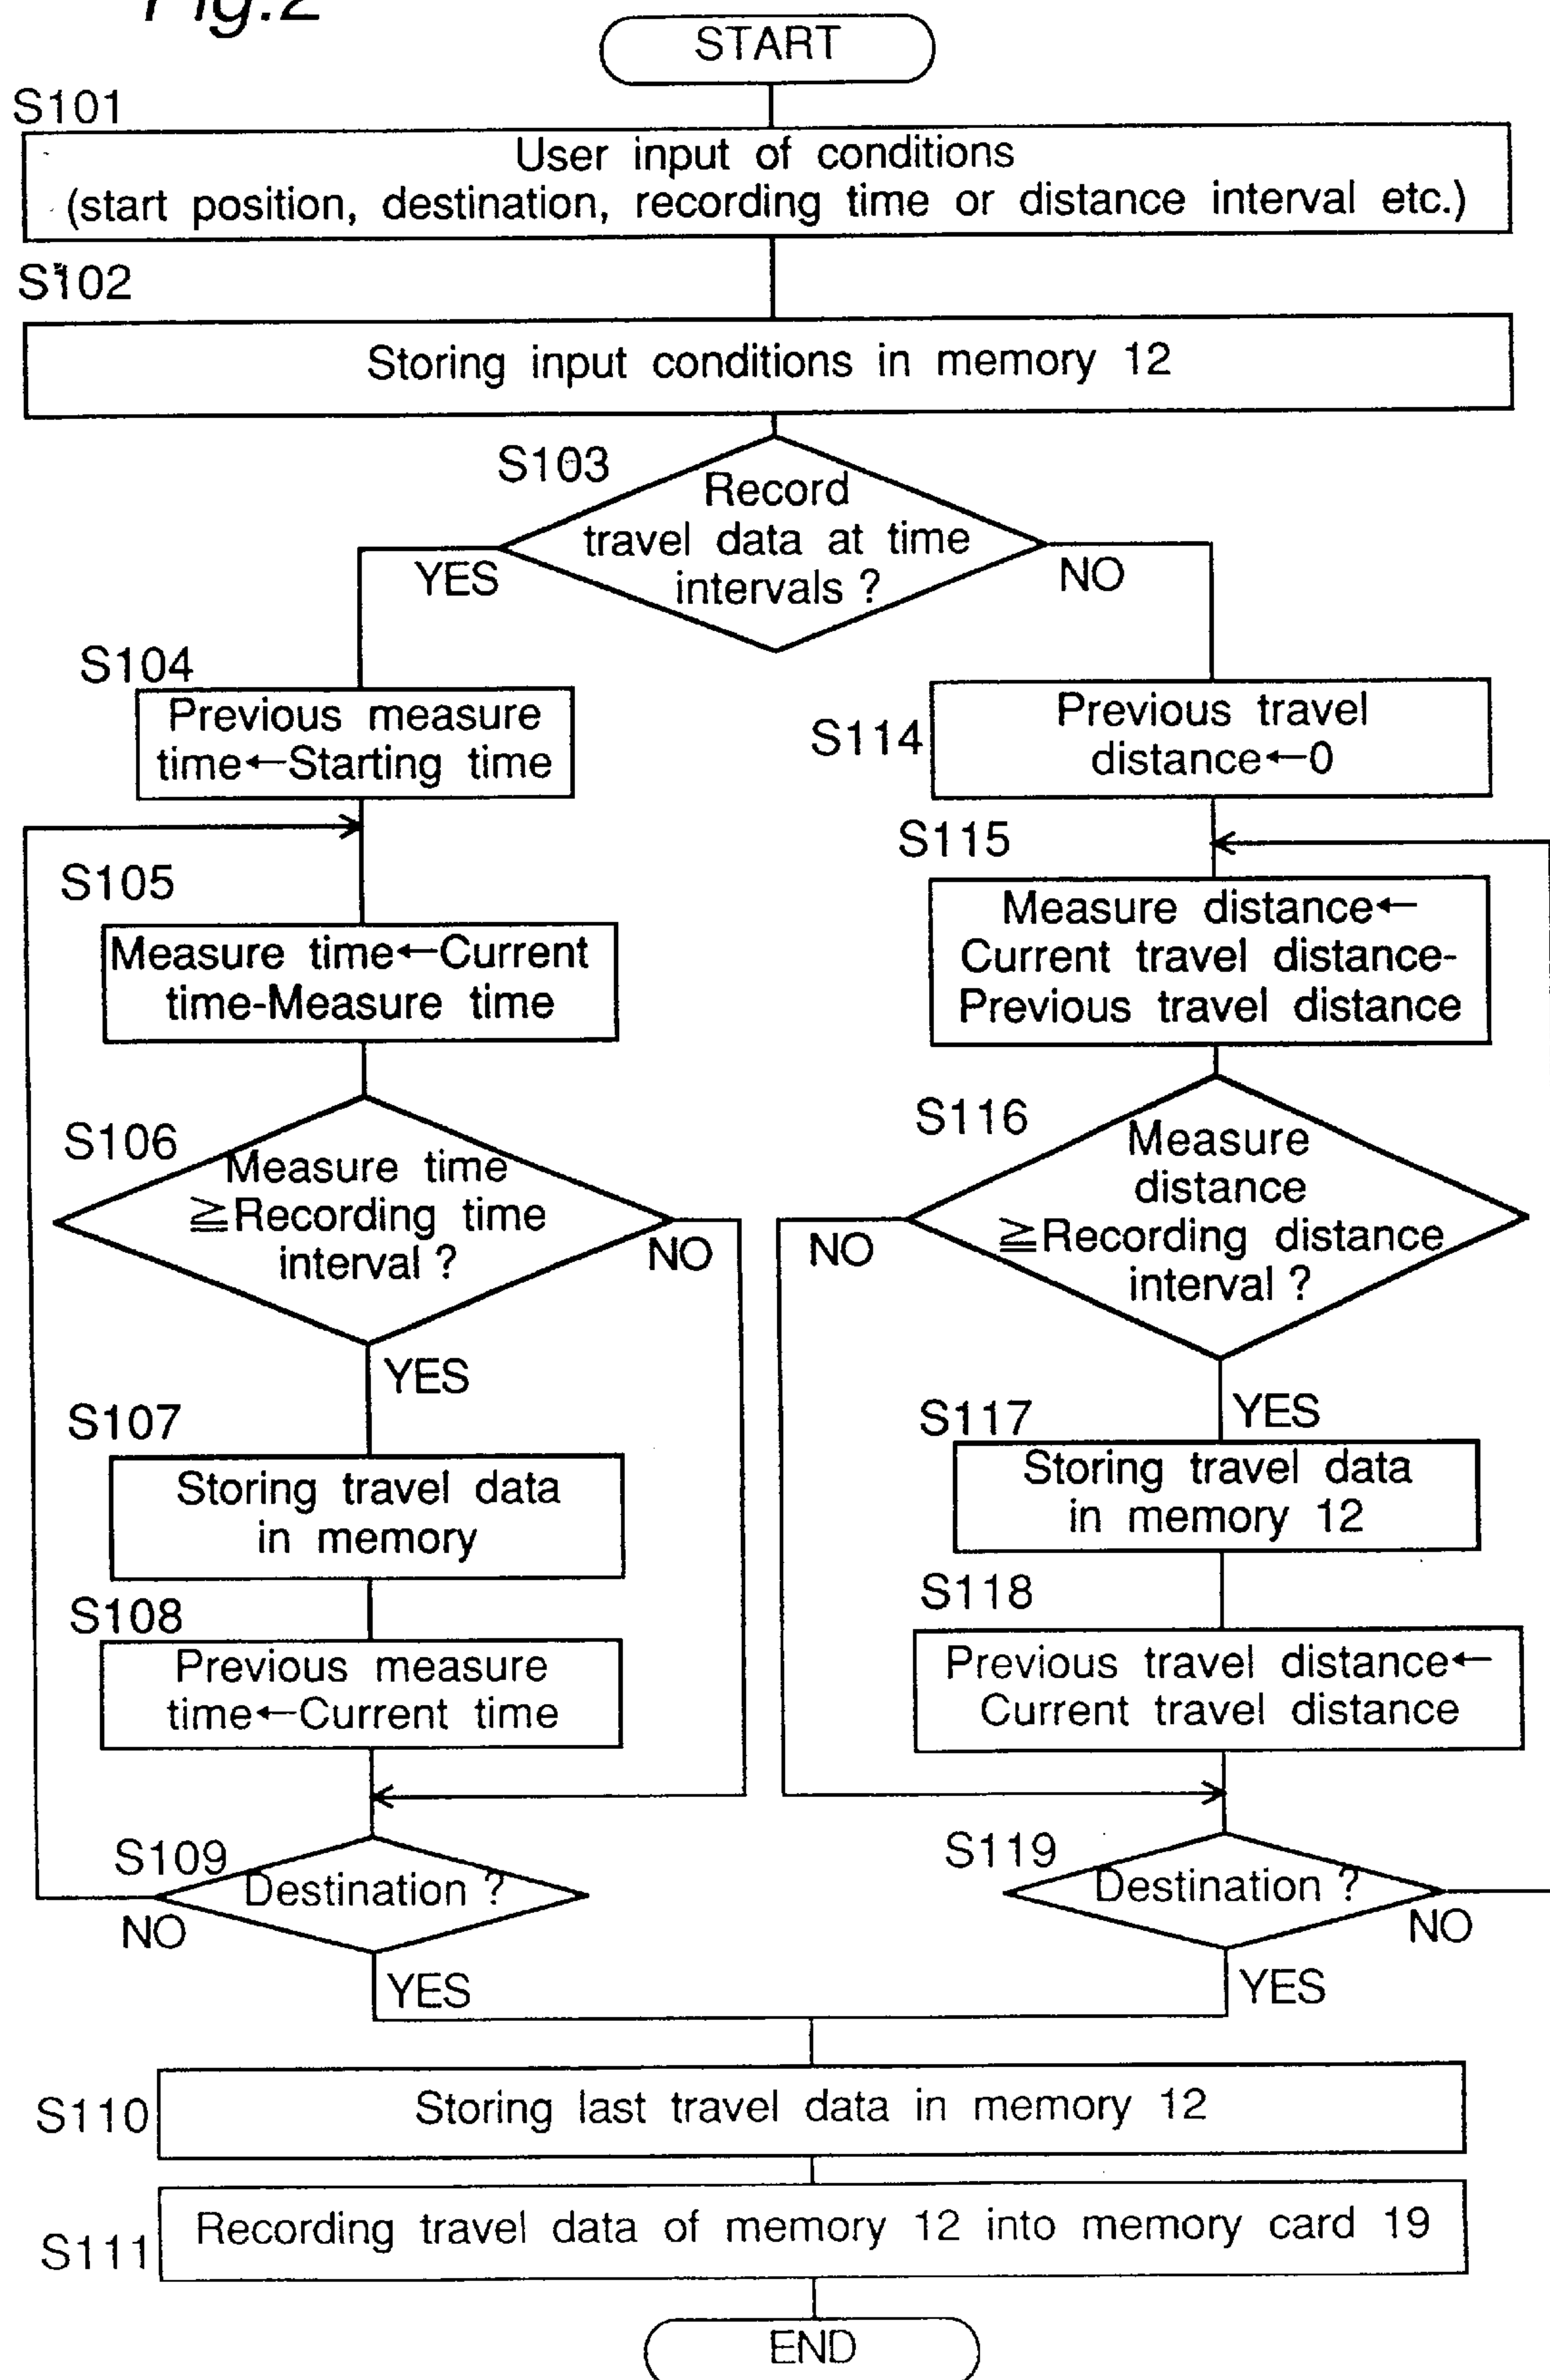 Fig.2
START
S101
User input of conditions
(start position, destination, recording time or distance interval etc.)
S102
Storing input conditions in memory 12
S103
Record
travel data at time
intervals ?
YES
NO
S104
Previous measure
time←Starting time
S114
Previous travel
distance←0
S105
Measure time←Current
time-Measure time
S115
Measure distance←
Current travel distance-
Previous travel distance
S106
Measure time
≧Recording time
interval ?
NO
YES
S116
Measure
distance
≧Recording distance
interval ?
NO
YES
S107
Storing travel data
in memory
S117
Storing travel data
in memory 12
S108
Previous measure
time←Current time
S118
Previous travel distance←
Current travel distance
S109
Destination ?
NO
YES
S119
Destination ?
NO
YES
S110
Storing last travel data in memory 12
S111
Recording travel data of memory 12 into memory card 19
END